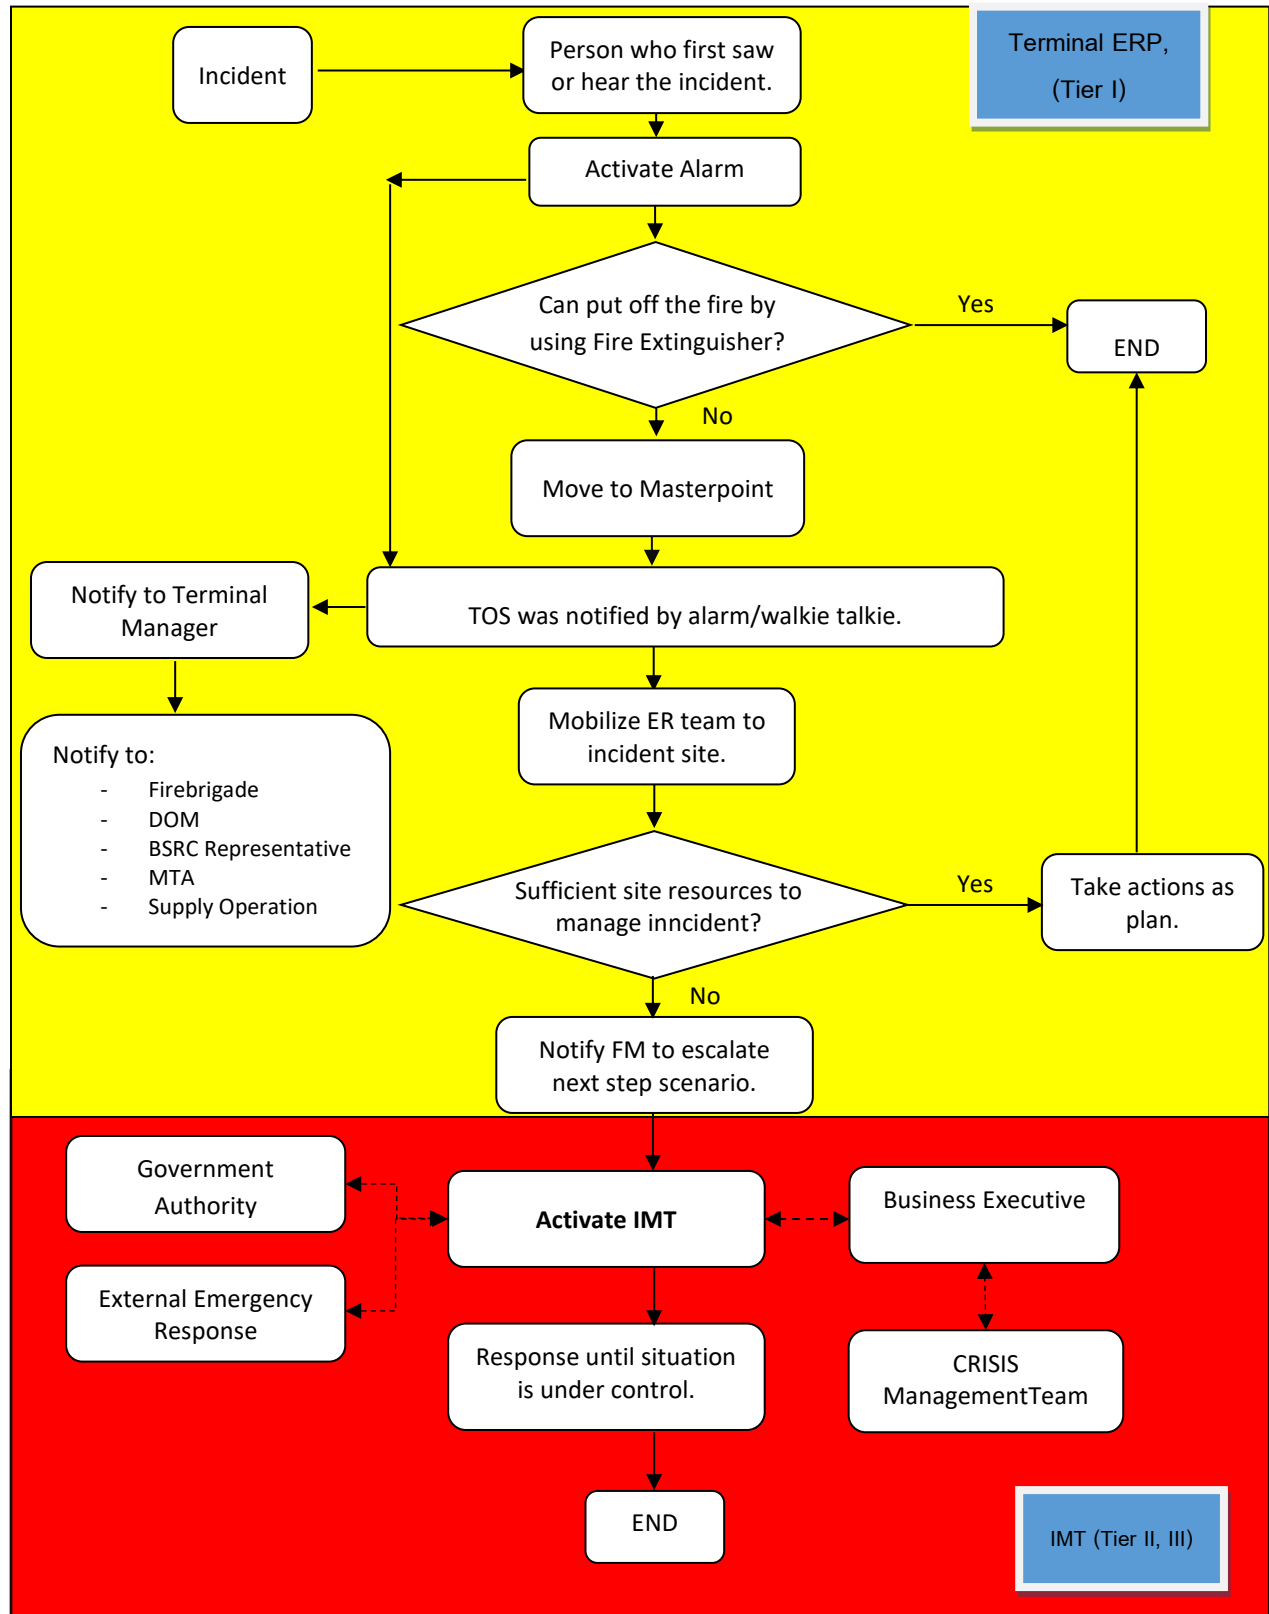 Terminal ERP,
(Tier I)
Incident
Person who first saw
or hear the incident.
Activate Alarm
Can put off the fire by
using Fire Extinguisher?
Yes
END
No
Move to Masterpoint
Notify to Terminal
Manager
TOS was notified by alarm/walkie talkie.
Notify to:
- Firebrigade
- DOM
- BSRC Representative
- MTA
- Supply Operation
Mobilize ER team to
incident site.
Sufficient site resources to
manage inncident?
Yes
Take actions as
plan.
No
Notify FM to escalate
next step scenario.
Government
Authority
Activate IMT
Business Executive
External Emergency
Response
Response until situation
is under control.
CRISIS
ManagementTeam
END
IMT (Tier II, III)